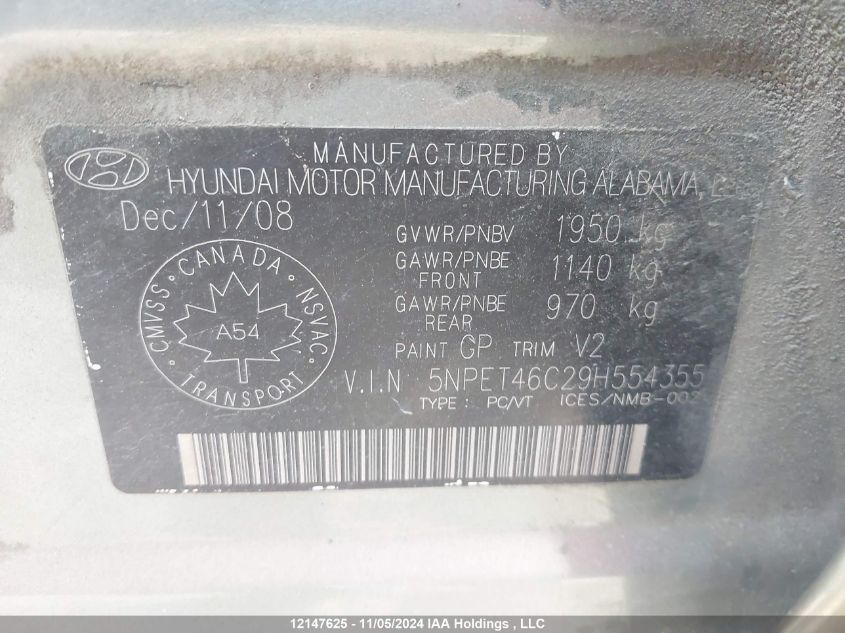 MANUFACTURED BY
HYUNDAI MOTOR MANUFACTURING ALABAMA,
Dec/11/08
GVWR/PNBV 1950 kg
GAWR/PNBE FRONT 1140 kg
GAWR/PNBE REAR 970 kg
PAINT GP TRIM V2
V.I.N 5NPET46C29H554355
TYPE: PC/VT ICES/NMB-002
CANADA
CMVSS
NSVAC
A54
TRANSPORT
12147625 - 11/05/2024 IAA Holdings , LLC